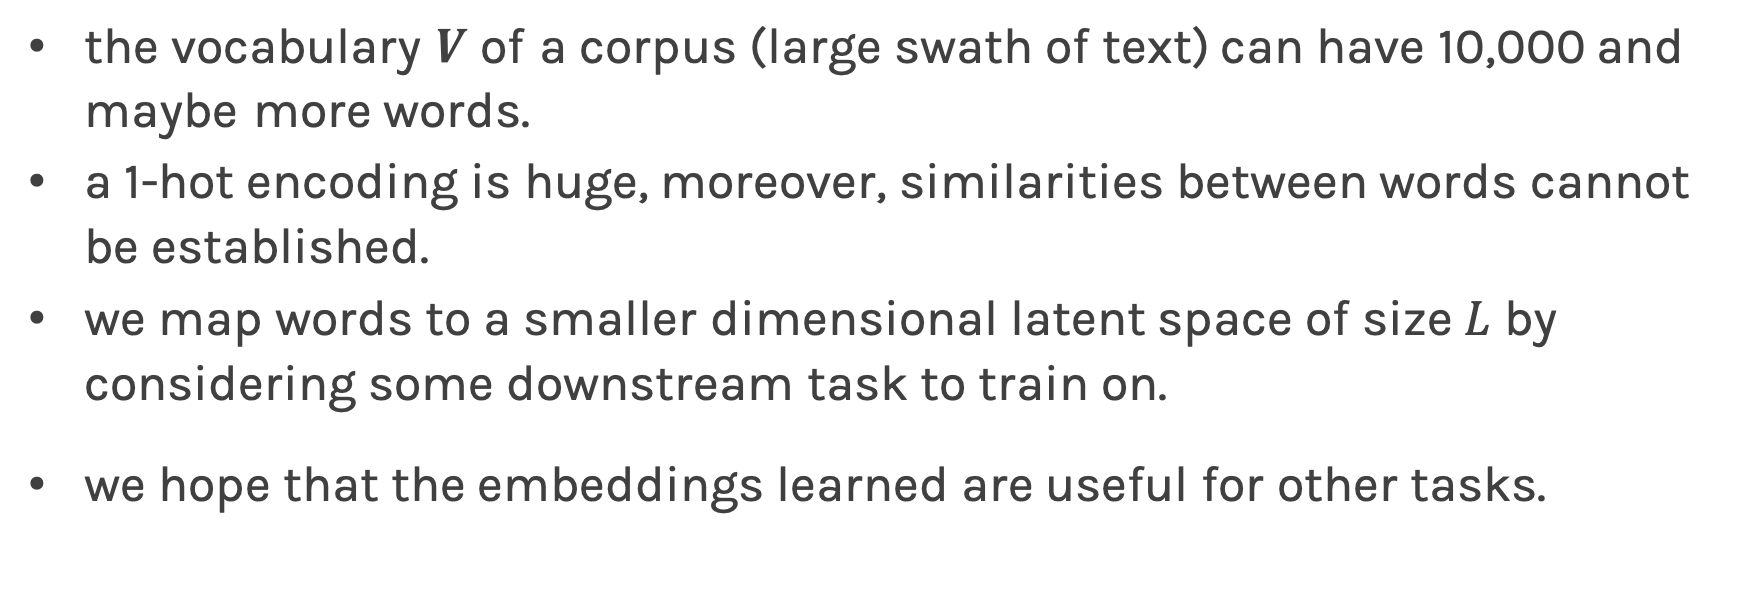 • the vocabulary V of a corpus (large swath of text) can have 10,000 and
maybe more words.
• a 1-hot encoding is huge, moreover, similarities between words cannot
be established.
• we map words to a smaller dimensional latent space of size L by
considering some downstream task to train on.
• we hope that the embeddings learned are useful for other tasks.